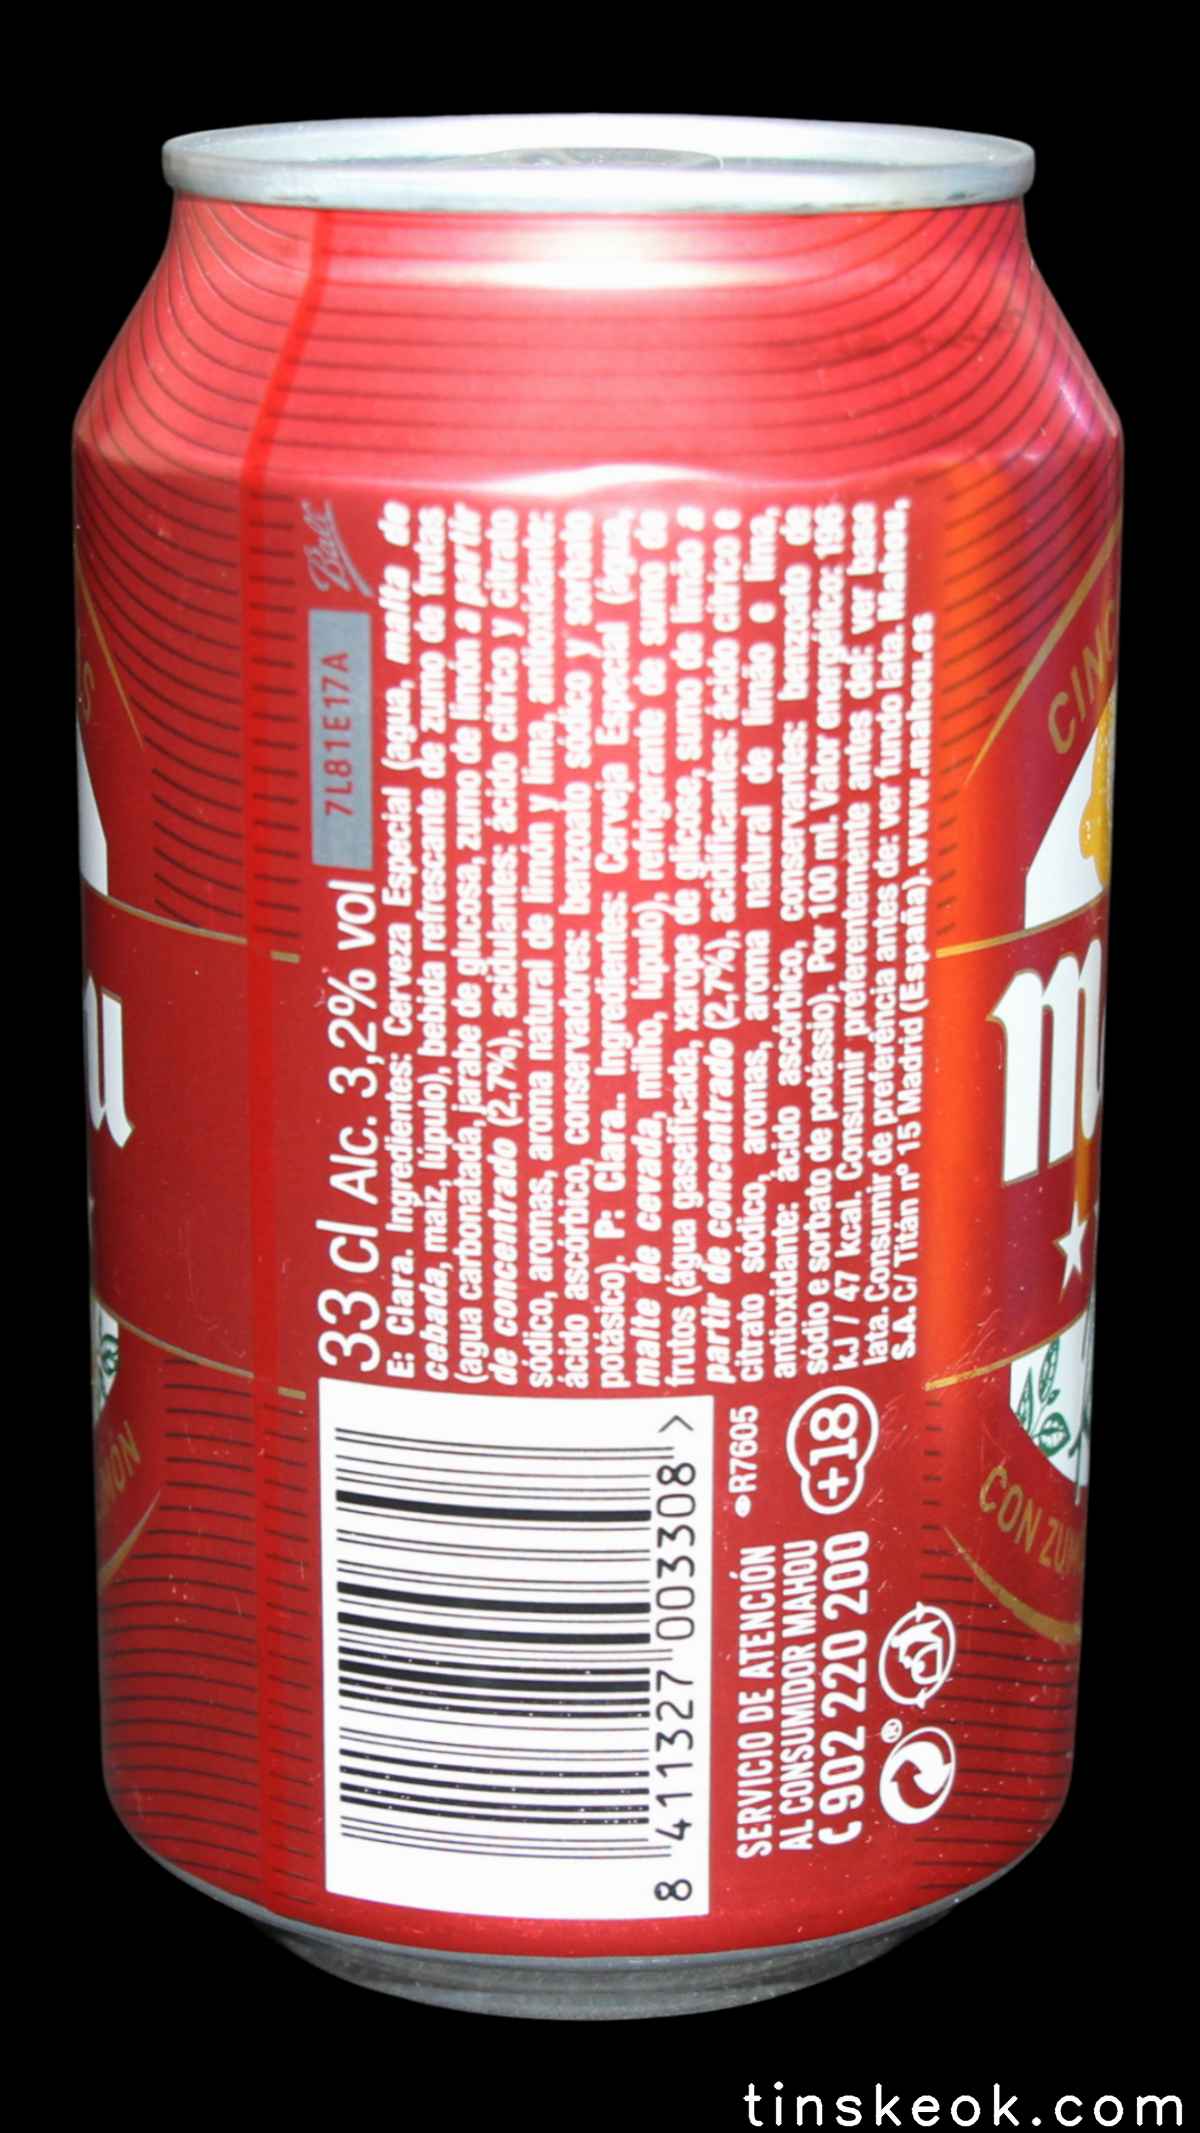 33 cl Alc. 3,2% vol
7L81E17A
Ball
E: Clara. Ingredientes: Cerveza Especial (agua, malta de
cebada, maíz, lúpulo), bebida refrescante de zumo de frutas
(agua carbonatada, jarabe de glucosa, zumo de limón a partir
de concentrado (2,7%), acidulantes: ácido cítrico y citrato
sódico, aromas, aroma natural de limón y lima, antioxidante:
ácido ascórbico, conservadores: benzoato sódico y sorbato
potásico). P: Clara. Ingredientes: Cerveja Especial (água,
malte de cevada, milho, lúpulo), refrigerante de sumo de
frutos (água gaseificada, xarope de glicose, sumo de limão a
partir de concentrado (2,7%), acidificantes: ácido cítrico e
citrato sódico, aromas, aroma natural de limão e lima,
antioxidante: ácido ascórbico, conservantes: benzoato de
sódio e sorbato de potássio). Por 100 ml. Valor energético: 198
kJ / 47 kcal. Consumir preferentemente antes del: ver base
lata. Consumir de preferência antes de: ver fundo lata. Mahou,
S.A. C/ Titán nº 15 Madrid (España). www.mahou.es
8 411327 003308 >
R7605
+18
SERVICIO DE ATENCIÓN
AL CONSUMIDOR MAHOU
902 220 200
®
u
CINC
m
CON ZUM
tinskeok.com